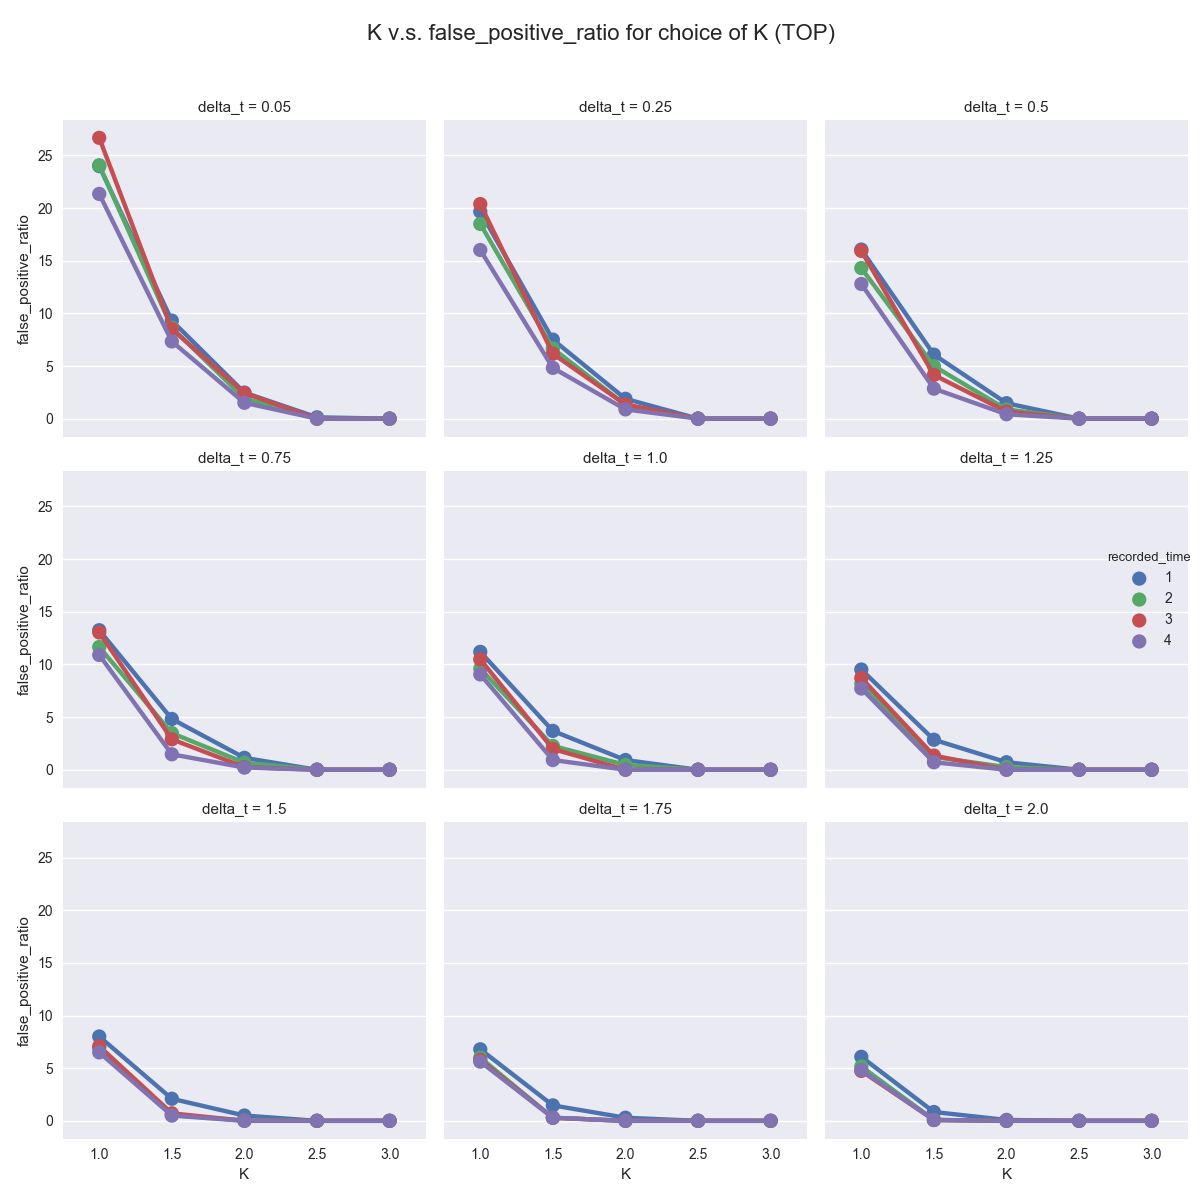 K v.s. false_positive_ratio for choice of K (TOP)
delta_t = 0.05
delta_t = 0.25
delta_t = 0.5
25
20
15
10
5
0
false_positive_ratio
delta_t = 0.75
delta_t = 1.0
delta_t = 1.25
25
20
15
10
5
0
false_positive_ratio
recorded_time
1
2
3
4
delta_t = 1.5
delta_t = 1.75
delta_t = 2.0
25
20
15
10
5
0
false_positive_ratio
1.0 1.5 2.0 2.5 3.0
K
1.0 1.5 2.0 2.5 3.0
K
1.0 1.5 2.0 2.5 3.0
K